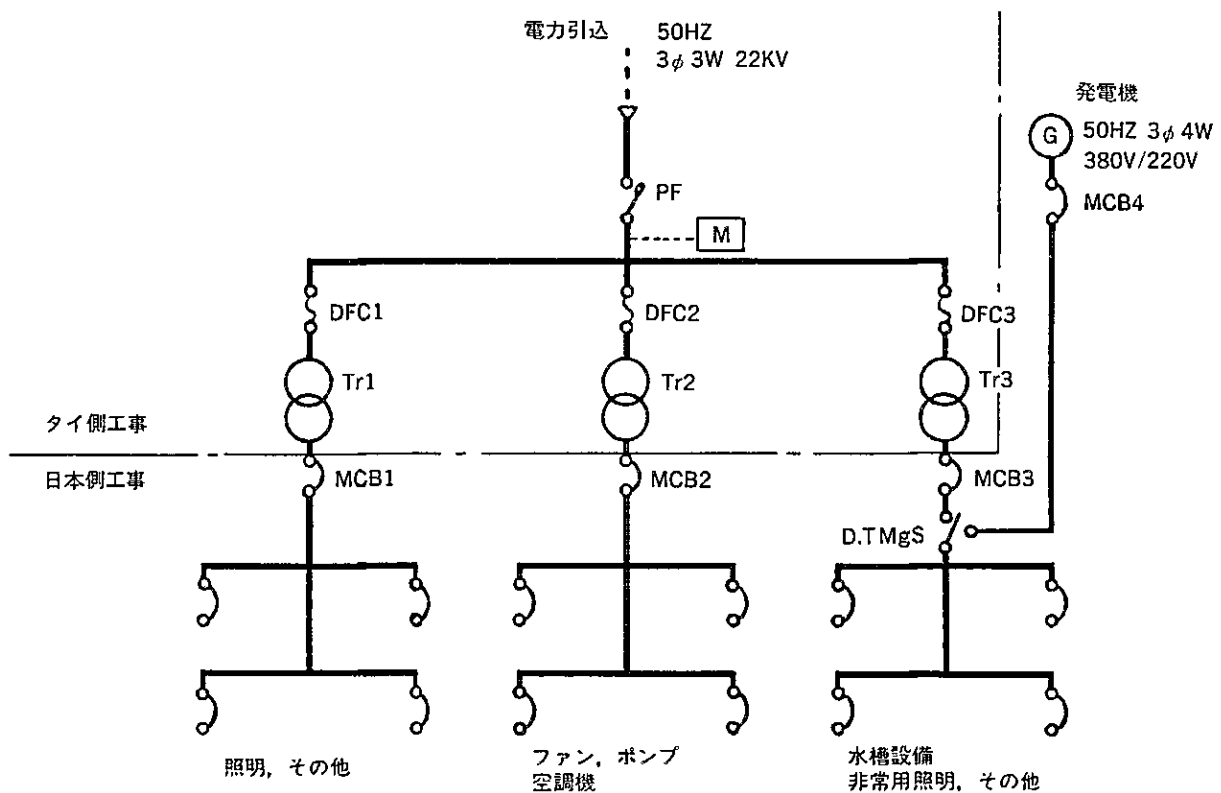 電力引込 50HZ
3φ 3W 22KV
発電機
G
50HZ 3φ 4W
380V/220V
PF
MCB4
M
DFC1
DFC2
DFC3
Tr1
Tr2
Tr3
タイ側工事
日本側工事
MCB1
MCB2
MCB3
D.TMgS
照明, その他
ファン, ポンプ
空調機
水槽設備
非常用照明, その他